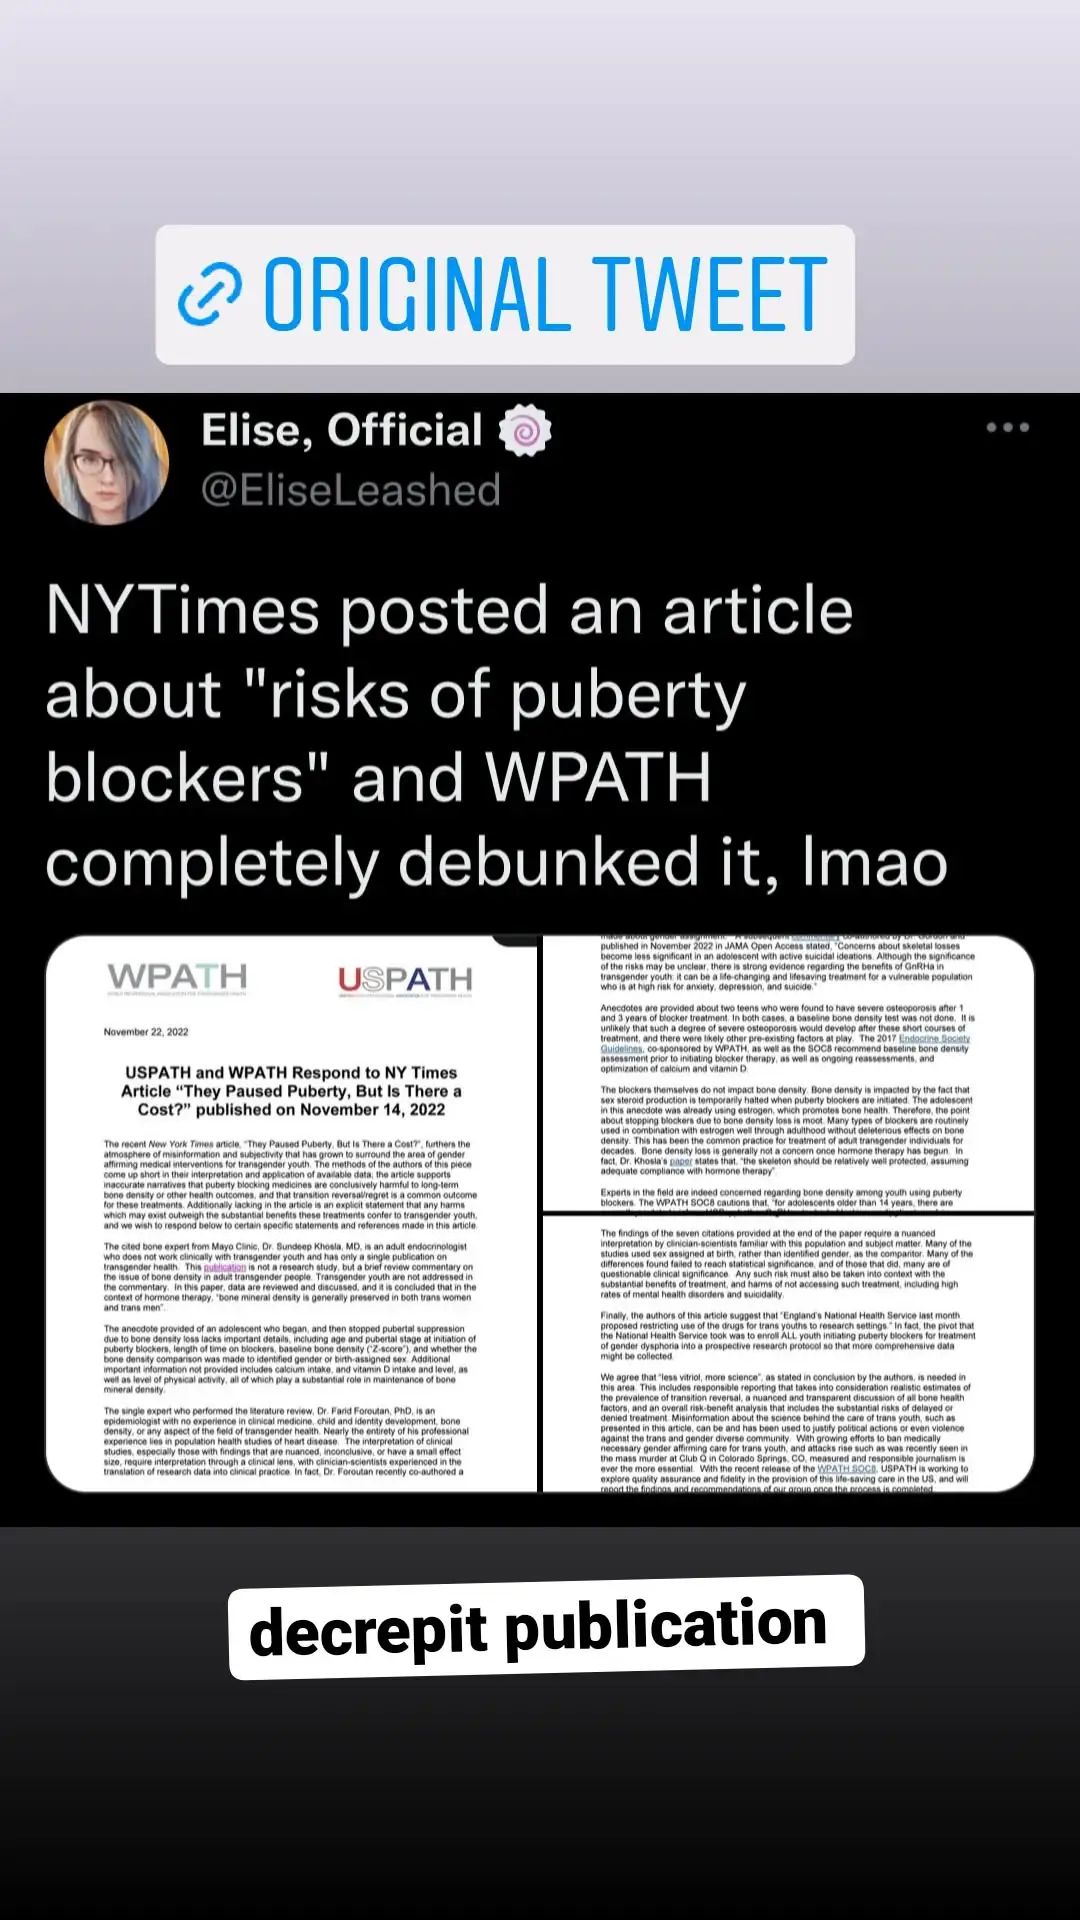 ORIGINAL TWEET
Elise, Official
@EliseLeashed
NYTimes posted an article
about "risks of puberty
blockers" and WPATH
completely debunked it, lmao
WPATH
USPATH
November 22, 2022
USPATH and WPATH Respond to NY Times
Article “They Paused Puberty, But Is There a
Cost?” published on November 14, 2022
The recent New York Times article, “They Paused Puberty, But Is There a Cost?”, furthers the
atmosphere of misinformation and subjectivity that has grown to surround the area of gender
affirming medical interventions for transgender youth. The methods of the authors of this piece
come up short in their interpretation and application of available data; the article supports
inaccurate narratives that puberty blocking medicines are conclusively harmful to long-term
bone density or other health outcomes, and that transition reversal/regret is a common outcome
for these treatments. Additionally lacking in the article is an explicit statement that any harms
which may exist outweigh the substantial benefits these treatments confer to transgender youth,
and we wish to respond below to certain specific statements and references made in this article.
The cited bone expert from Mayo Clinic, Dr. Sundeep Khosla, MD, is an adult endocrinologist
who does not work clinically with transgender youth and has only a single publication on
transgender health. This publication is not a research study, but a brief review commentary on
the issue of bone density in adult transgender people. Transgender youth are not addressed in
the commentary. In this paper, data are reviewed and discussed, and it is concluded that in the
context of hormone therapy, “bone mineral density is generally preserved in both trans women
and trans men”.
The anecdote provided of an adolescent who began, and then stopped pubertal suppression
due to bone density loss lacks important details, including age and pubertal stage at initiation of
puberty blockers, length of time on blockers, baseline bone density (“Z-score”), and whether the
bone density comparison was made to identified gender or birth-assigned sex. Additional
important information not provided includes calcium intake, and vitamin D intake and level, as
well as level of physical activity, all of which play a substantial role in maintenance of bone
mineral density.
The single expert who performed the literature review, Dr. Farid Foroutan, PhD, is an
epidemiologist with no experience in clinical medicine, child and identity development, bone
density, or any aspect of the field of transgender health. Nearly the entirety of his professional
experience lies in population health studies of heart disease. The interpretation of clinical
studies, especially those with findings that are nuanced, inconclusive, or have a small effect
size, require interpretation through a clinical lens, with clinician-scientists experienced in the
translation of research data into clinical practice. In fact, Dr. Foroutan recently co-authored a
made about gender assignment.” A subsequent commentary co-authored by Dr. Gordon and
published in November 2022 in JAMA Open Access stated, “Concerns about skeletal losses
become less significant in an adolescent with active suicidal ideations. Although the significance
of the risks may be unclear, there is strong evidence regarding the benefits of GnRHa in
transgender youth: it can be a life-changing and lifesaving treatment for a vulnerable population
who is at high risk for anxiety, depression, and suicide.”
Anecdotes are provided about two teens who were found to have severe osteoporosis after 1
and 3 years of blocker treatment. In both cases, a baseline bone density test was not done. It is
unlikely that such a degree of severe osteoporosis would develop after these short courses of
treatment, and there were likely other pre-existing factors at play. The 2017 Endocrine Society
Guidelines, co-sponsored by WPATH, as well as the SOC8 recommend baseline bone density
assessment prior to initiating blocker therapy, as well as ongoing reassessments, and
optimization of calcium and vitamin D.
The blockers themselves do not impact bone density. Bone density is impacted by the fact that
sex steroid production is temporarily halted when puberty blockers are initiated. The adolescent
in this anecdote was already using estrogen, which promotes bone health. Therefore, the point
about stopping blockers due to bone density loss is moot. Many types of blockers are routinely
used in combination with estrogen well through adulthood without deleterious effects on bone
density. This has been the common practice for treatment of adult transgender individuals for
decades. Bone density loss is generally not a concern once hormone therapy has begun. In
fact, Dr. Khosla’s paper states that, “the skeleton should be relatively well protected, assuming
adequate compliance with hormone therapy”
Experts in the field are indeed concerned regarding bone density among youth using puberty
blockers. The WPATH SOC8 cautions that, “for adolescents older than 14 years, there are
The findings of the seven citations provided at the end of the paper require a nuanced
interpretation by clinician-scientists familiar with this population and subject matter. Many of the
studies used sex assigned at birth, rather than identified gender, as the comparitor. Many of the
differences found failed to reach statistical significance, and of those that did, many are of
questionable clinical significance. Any such risk must also be taken into context with the
substantial benefits of treatment, and harms of not accessing such treatment, including high
rates of mental health disorders and suicidality.
Finally, the authors of this article suggest that “England’s National Health Service last month
proposed restricting use of the drugs for trans youths to research settings.” In fact, the pivot that
the National Health Service took was to enroll ALL youth initiating puberty blockers for treatment
of gender dysphoria into a prospective research protocol so that more comprehensive data
might be collected.
We agree that “less vitriol, more science”, as stated in conclusion by the authors, is needed in
this area. This includes responsible reporting that takes into consideration realistic estimates of
the prevalence of transition reversal, a nuanced and transparent discussion of all bone health
factors, and an overall risk-benefit analysis that includes the substantial risks of delayed or
denied treatment. Misinformation about the science behind the care of trans youth, such as
presented in this article, can be and has been used to justify political actions or even violence
against the trans and gender diverse community. With growing efforts to ban medically
necessary gender affirming care for trans youth, and attacks rise such as was recently seen in
the mass murder at Club Q in Colorado Springs, CO, measured and responsible journalism is
ever the more essential. With the recent release of the WPATH SOC8, USPATH is working to
explore quality assurance and fidelity in the provision of this life-saving care in the US, and will
report the findings and recommendations of our group once the process is completed.
decrepit publication